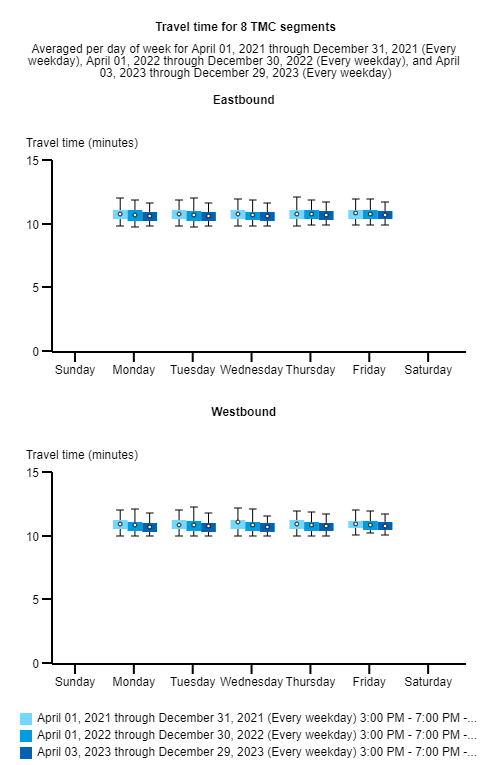 Travel time for 8 TMC segments
Averaged per day of week for April 01, 2021 through December 31, 2021 (Every
weekday), April 01, 2022 through December 30, 2022 (Every weekday), and April
03, 2023 through December 29, 2023 (Every weekday)
Eastbound
Travel time (minutes)
15
10
5
0
Sunday Monday Tuesday Wednesday Thursday Friday Saturday
Westbound
Travel time (minutes)
15
10
5
0
Sunday Monday Tuesday Wednesday Thursday Friday Saturday
April 01, 2021 through December 31, 2021 (Every weekday) 3:00 PM - 7:00 PM -...
April 01, 2022 through December 30, 2022 (Every weekday) 3:00 PM - 7:00 PM -...
April 03, 2023 through December 29, 2023 (Every weekday) 3:00 PM - 7:00 PM -...